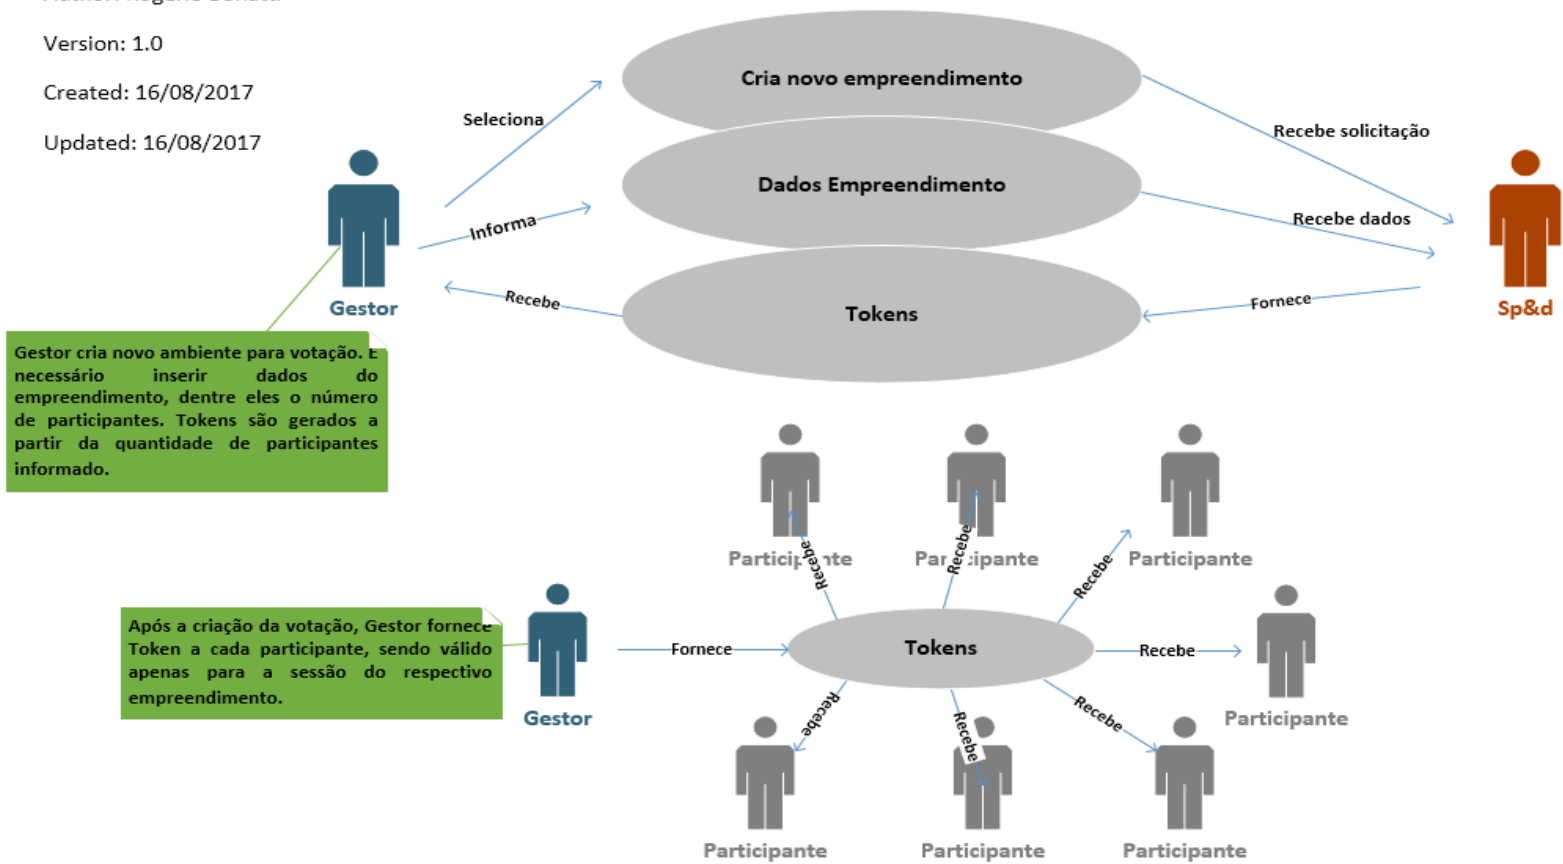 Version: 1.0
Created: 16/08/2017
Updated: 16/08/2017
Cria novo empreendimento
Seleciona
Recebe solicitação
Dados Empreendimento
Informa
Recebe dados
Recebe
Tokens
Fornece
Gestor
Sp&d
Gestor cria novo ambiente para votação. E
necessário inserir dados do
empreendimento, dentre eles o número
de participantes. Tokens são gerados a
partir da quantidade de participantes
informado.
Participante
Participante
Participante
Recebe
Recebe
Recebe
Após a criação da votação, Gestor fornece
Token a cada participante, sendo válido
apenas para a sessão do respectivo
empreendimento.
Gestor
Fornece
Tokens
Recebe
Participante
Recebe
Recebe
Recebe
Participante
Participante
Participante